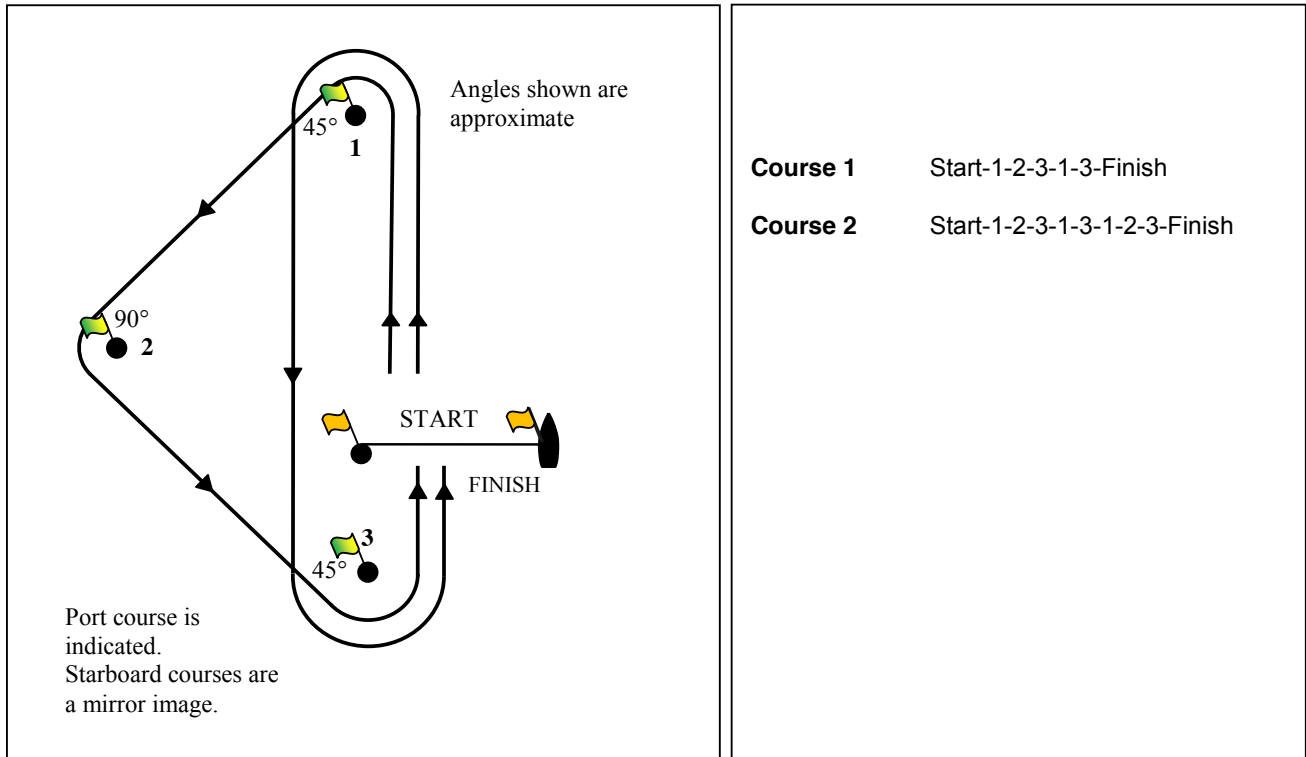 Angles shown are
approximate
45°
1
90°
2
START
FINISH
3
45°
Port course is
indicated.
Starboard courses are
a mirror image.
Course 1 Start-1-2-3-1-3-Finish
Course 2 Start-1-2-3-1-3-1-2-3-Finish